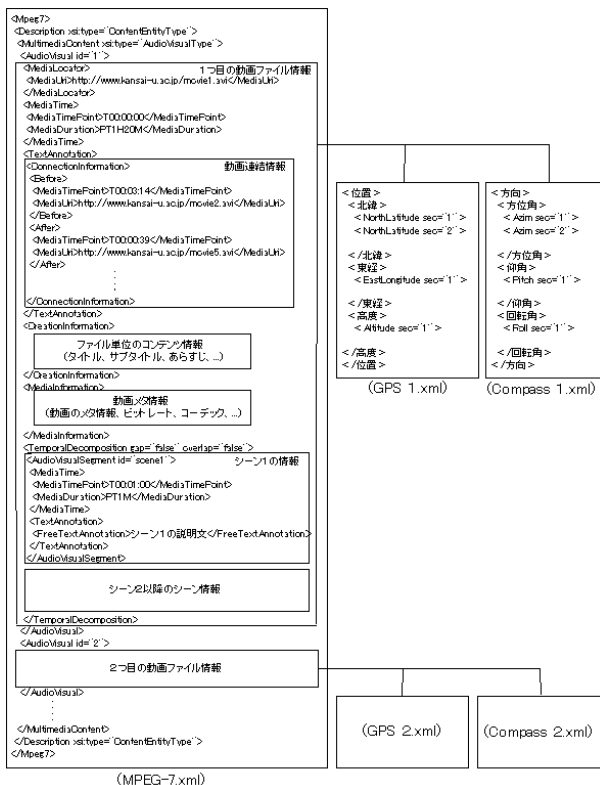 <Mpeg7>
<Description xsi:type="ContentEntityType">
<MultimediaContent xsi:type="AudioVisualType">
<AudioVisual id="1">
<MediaLocator>
1つ目の動画ファイル情報
<MediaUri>http://www.kansai-u.ac.jp/movie1.avi</MediaUri>
</MediaLocator>
<MediaTime>
<MediaTimePoint>T00:00:00</MediaTimePoint>
<MediaDuration>PT1H20M</MediaDuration>
</MediaTime>
<TextAnnotation>
<ConnectionInformation>
動画連結情報
<Before>
<MediaTimePoint>T00:03:14</MediaTimePoint>
<MediaUri>http://www.kansai-u.ac.jp/movie2.avi</MediaUri>
</Before>
<After>
<MediaTimePoint>T00:00:39</MediaTimePoint>
<MediaUri>http://www.kansai-u.ac.jp/movie5.avi</MediaUri>
</After>
:
:
</ConnectionInformation>
</TextAnnotation>
<CreationInformation>
ファイル単位のコンテンツ情報
(タイトル、サブタイトル、あらすじ、...)
</CreationInformation>
<MediaInformation>
動画メタ情報
(動画のメタ情報、ビットレート、コーデック、...)
</MediaInformation>
<TemporalDecomposition gap="false" overlap="false">
<AudioVisualSegment id="scene1">
シーン1の情報
<MediaTime>
<MediaTimePoint>T00:01:00</MediaTimePoint>
<MediaDuration>PT1M</MediaDuration>
</MediaTime>
<TextAnnotation>
<FreeTextAnnotation>シーン1の説明文</FreeTextAnnotation>
</TextAnnotation>
</AudioVisualSegment>
シーン2以降のシーン情報
</TemporalDecomposition>
</AudioVisual>
<AudioVisual id="2">
2つ目の動画ファイル情報
</AudioVisual>
:
:
</MultimediaContent>
</Description xsi:type="ContentEntityType">
</Mpeg7>
(MPEG-7.xml)
<位置>
<北緯>
<NorthLatitude sec="1">
<NorthLatitude sec="2">
</北緯>
<東経>
<EastLongitude sec="1">
</東経>
<高度>
<Altitude sec="1">
</高度>
</位置>
(GPS 1.xml)
<方向>
<方位角>
<Azim sec="1">
<Azim sec="2">
</方位角>
<仰角>
<Pitch sec="1">
</仰角>
<回転角>
<Roll sec="1">
</回転角>
</方向>
(Compass 1.xml)
(GPS 2.xml)
(Compass 2.xml)